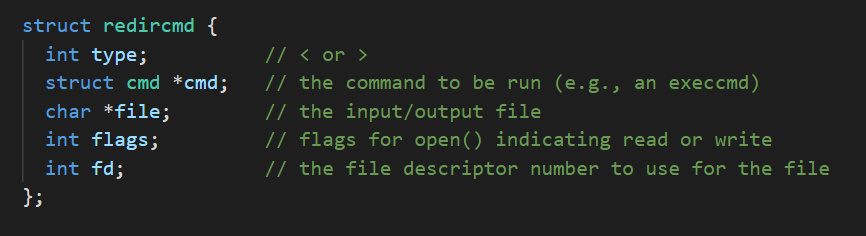 struct redircmd {
  int type;          // < or >
  struct cmd *cmd;   // the command to be run (e.g., an execcmd)
  char *file;        // the input/output file
  int flags;         // flags for open() indicating read or write
  int fd;            // the file descriptor number to use for the file
};